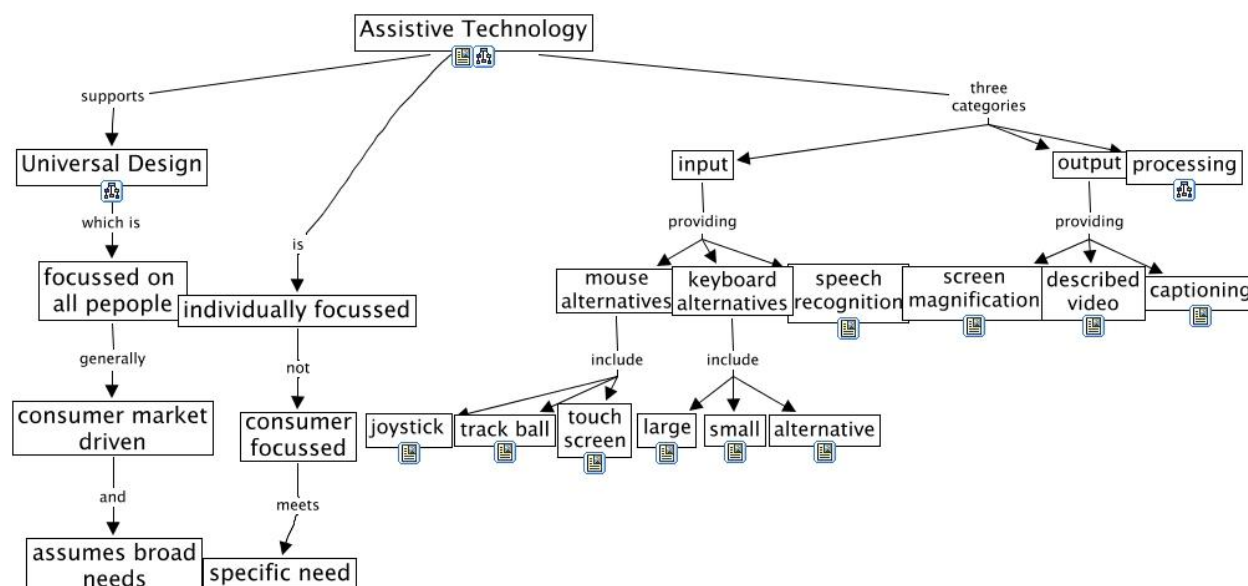 Assistive Technology
supports
three
categories
Universal Design
input
output
processing
which is
is
providing
providing
focussed on
all pepople
individually focussed
mouse
alternatives
keyboard
alternatives
speech
recognition
screen
magnification
described
video
captioning
generally
not
include
include
consumer market
driven
consumer
focussed
joystick
track ball
touch
screen
large
small
alternative
and
meets
assumes broad
needs
specific need